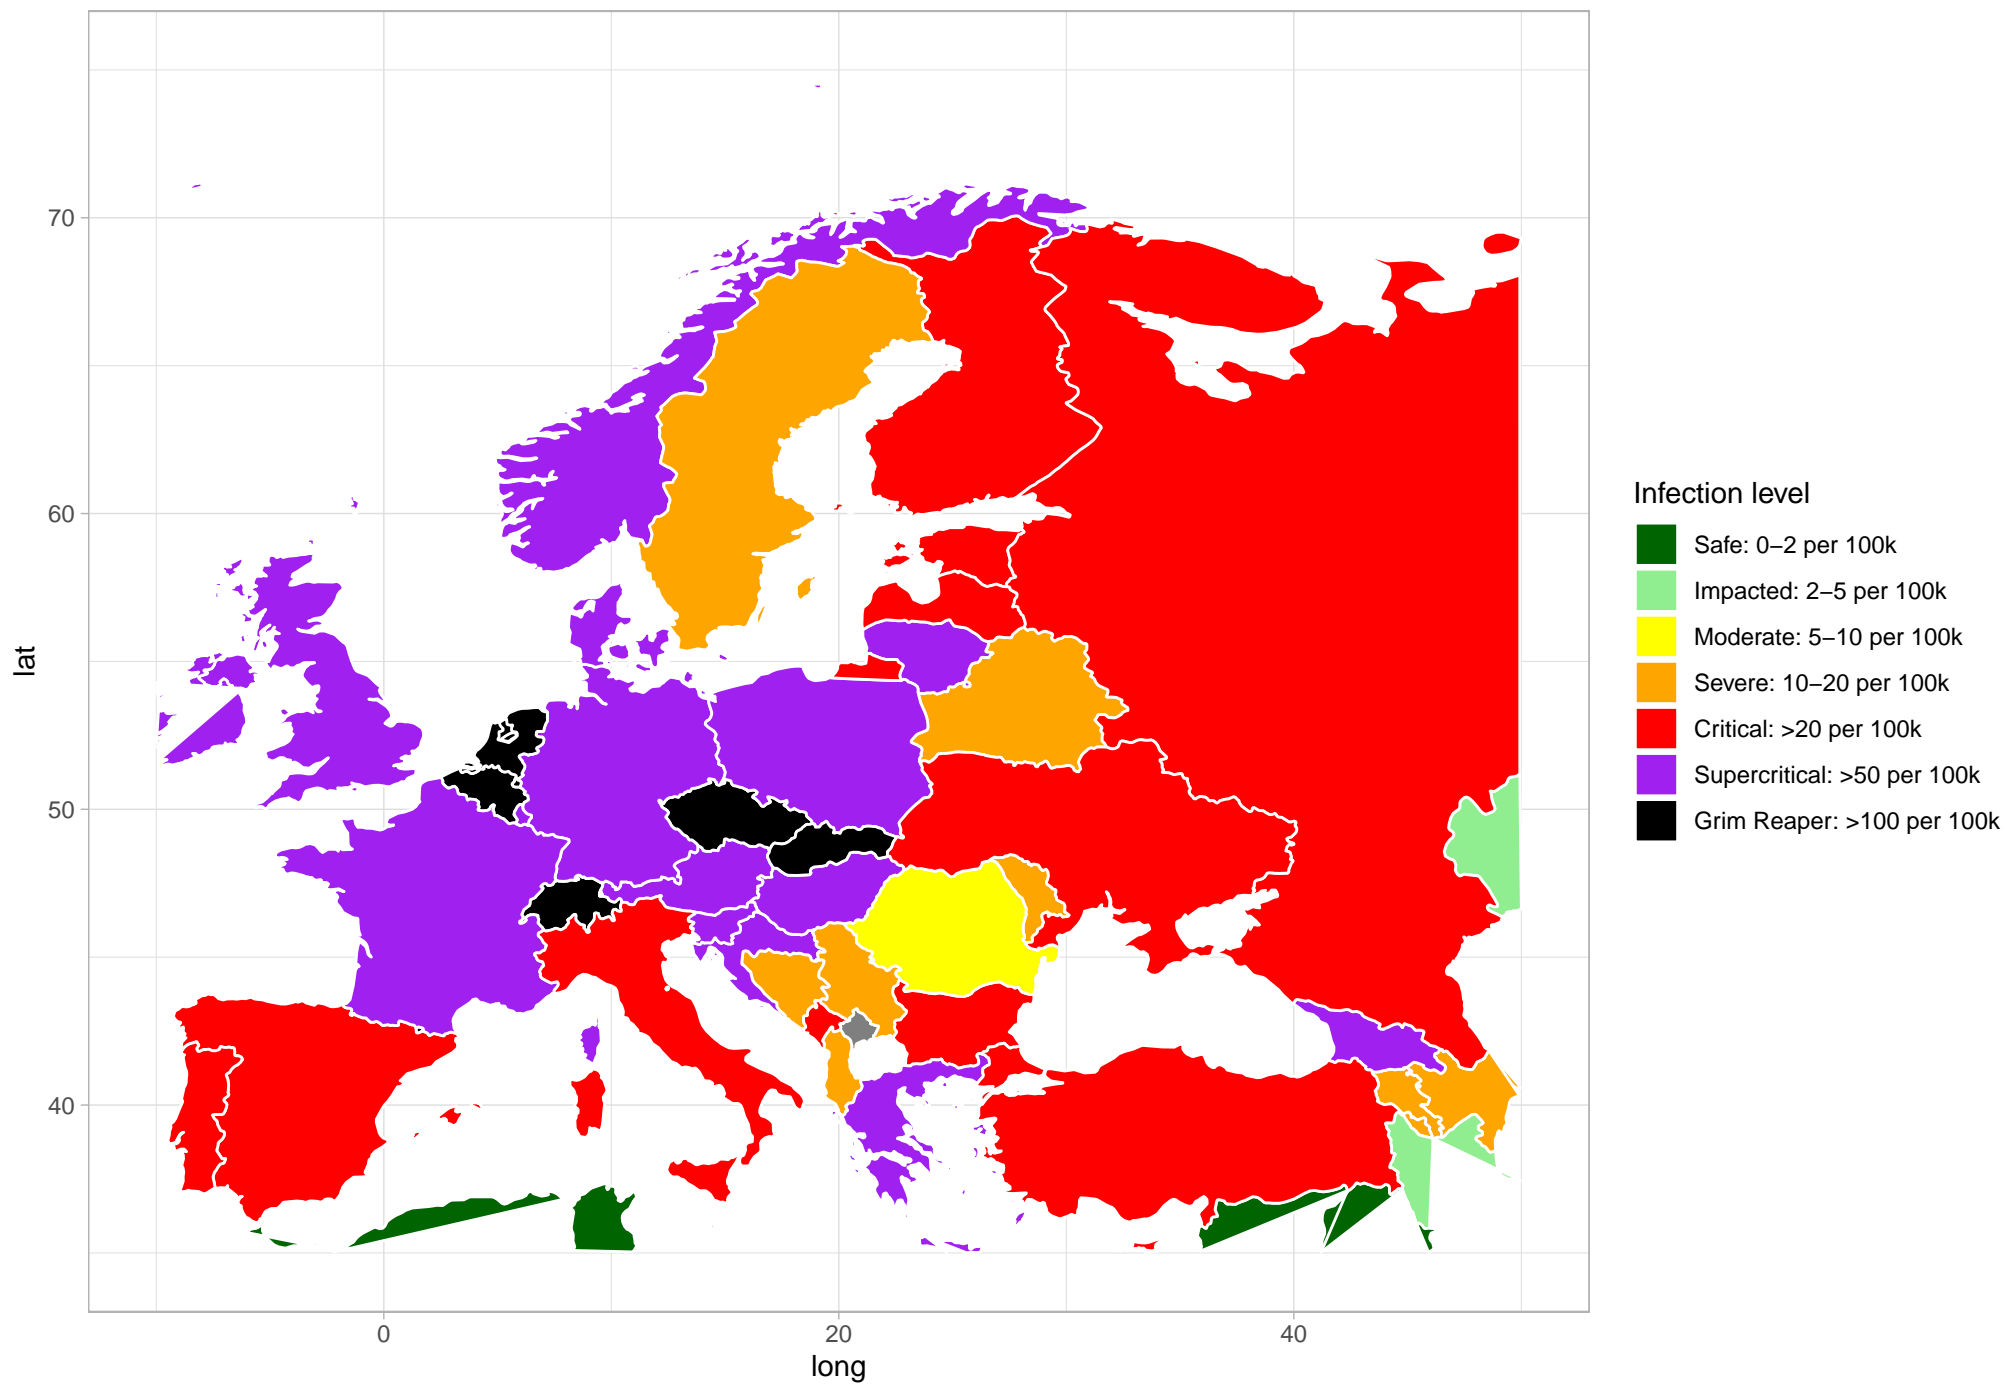 70
60
50
40
lat
0
20
40
long
Infection level
Safe: 0−2 per 100k
Impacted: 2−5 per 100k
Moderate: 5−10 per 100k
Severe: 10−20 per 100k
Critical: >20 per 100k
Supercritical: >50 per 100k
Grim Reaper: >100 per 100k